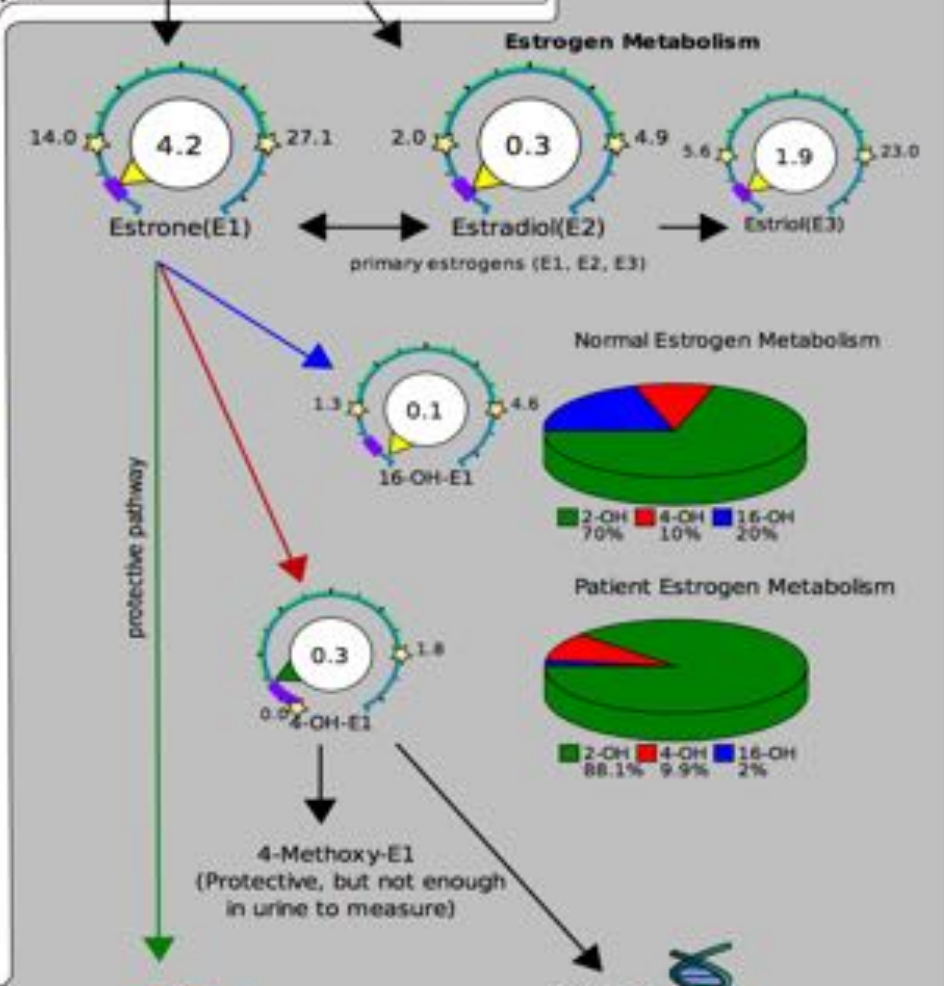 Estrogen Metabolism
14.0 4.2 27.1
2.0 0.3 4.9
5.6 1.9 23.0
Estrone(E1)
Estradiol(E2)
Estriol(E3)
primary estrogens (E1, E2, E3)
Normal Estrogen Metabolism
1.3 0.1 4.6
16-OH-E1
2-OH 4-OH 16-OH
70% 10% 20%
protective pathway
Patient Estrogen Metabolism
0.3 1.8
0.0
4-OH-E1
2-OH 4-OH 16-OH
88.1% 9.9% 2%
4-Methoxy-E1
(Protective, but not enough
in urine to measure)